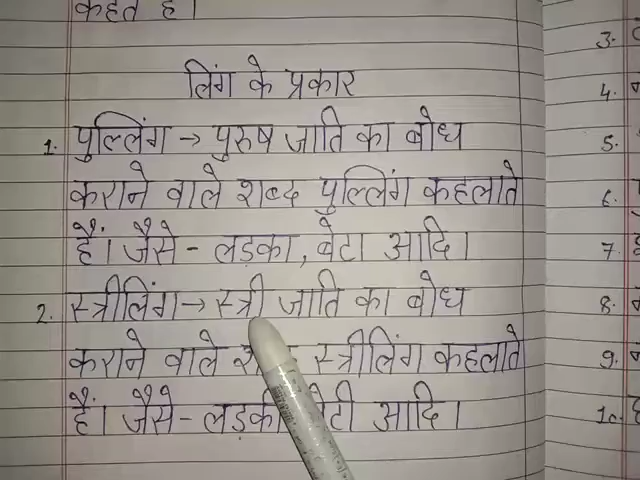 कहते हैं।
लिंग के प्रकार
1. पुल्लिंग → पुरुष जाति का बोध
कराने वाले शब्द पुल्लिंग कहलाते
हैं। जैसे - लड़का, बेटा आदि।
2. स्त्रीलिंग → स्त्री जाति का बोध
कराने वाले स्त्रीलिंग कहलाते
हैं। जैसे - लड़की आदि।
3.
4.
5.
6.
7.
8.
9.
10.